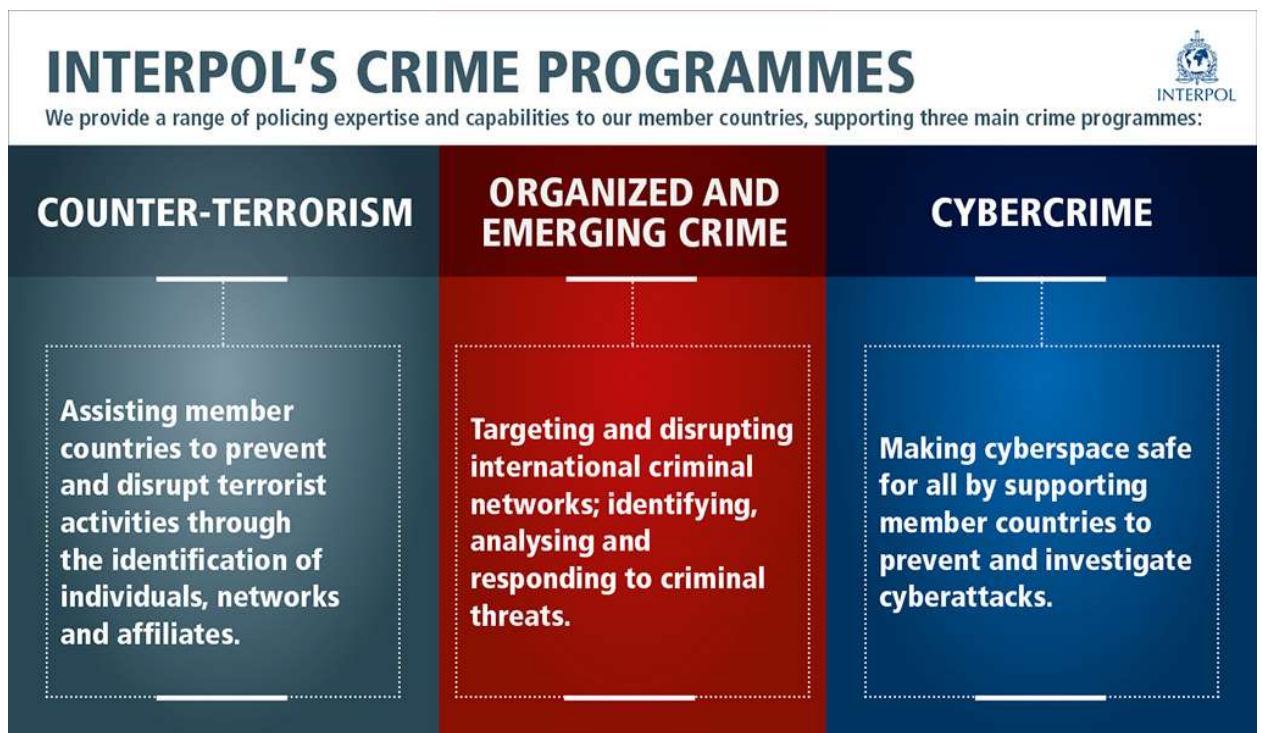 INTERPOL'S CRIME PROGRAMMES
INTERPOL
We provide a range of policing expertise and capabilities to our member countries, supporting three main crime programmes:
COUNTER-TERRORISM
Assisting member
countries to prevent
and disrupt terrorist
activities through
the identification of
individuals, networks
and affiliates.
ORGANIZED AND
EMERGING CRIME
Targeting and disrupting
international criminal
networks; identifying,
analysing and
responding to criminal
threats.
CYBERCRIME
Making cyberspace safe
for all by supporting
member countries to
prevent and investigate
cyberattacks.